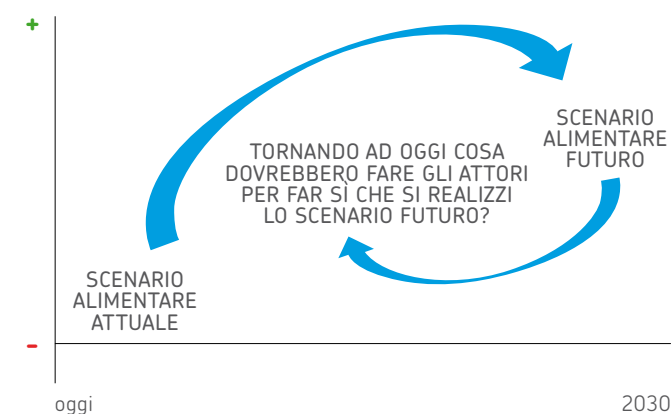 +
SCENARIO
ALIMENTARE
FUTURO
TORNANDO AD OGGI COSA
DOVREBBERO FARE GLI ATTORI
PER FAR SÌ CHE SI REALIZZI
LO SCENARIO FUTURO?
SCENARIO
ALIMENTARE
ATTUALE
-
oggi
2030